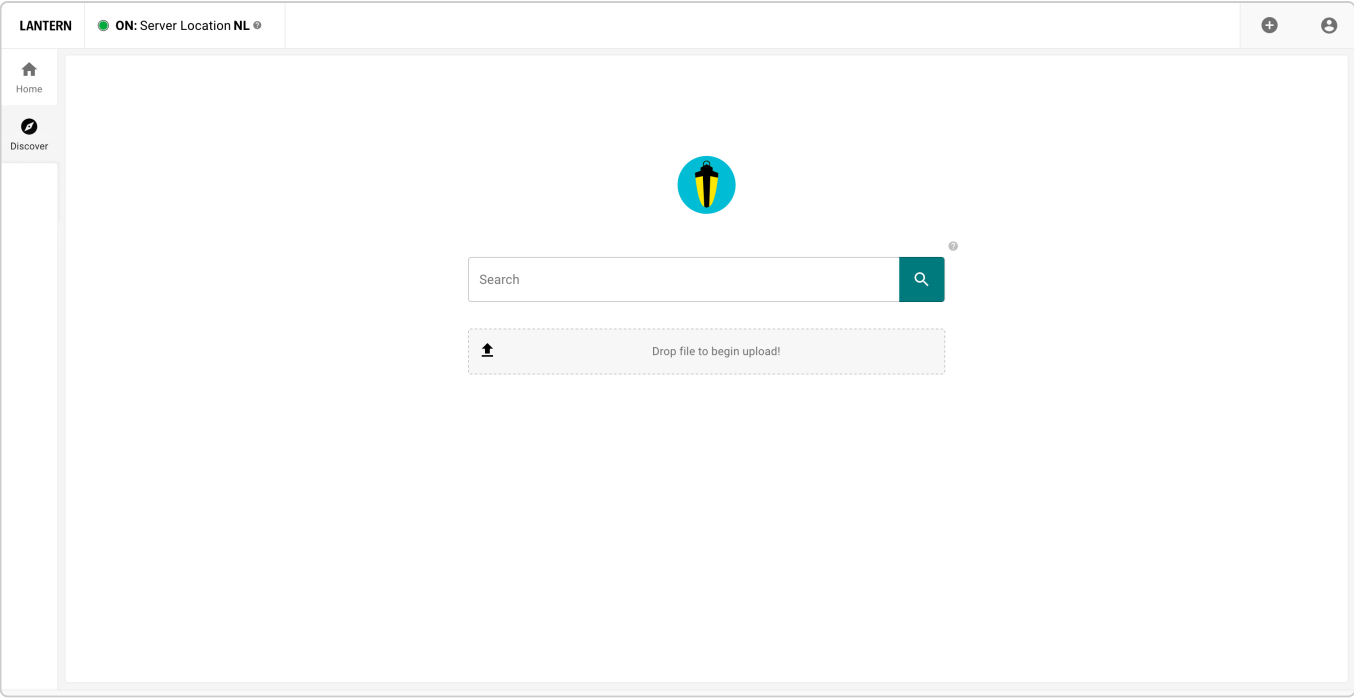 LANTERN
ON: Server Location NL
Home
Discover
Search
Drop file to begin upload!